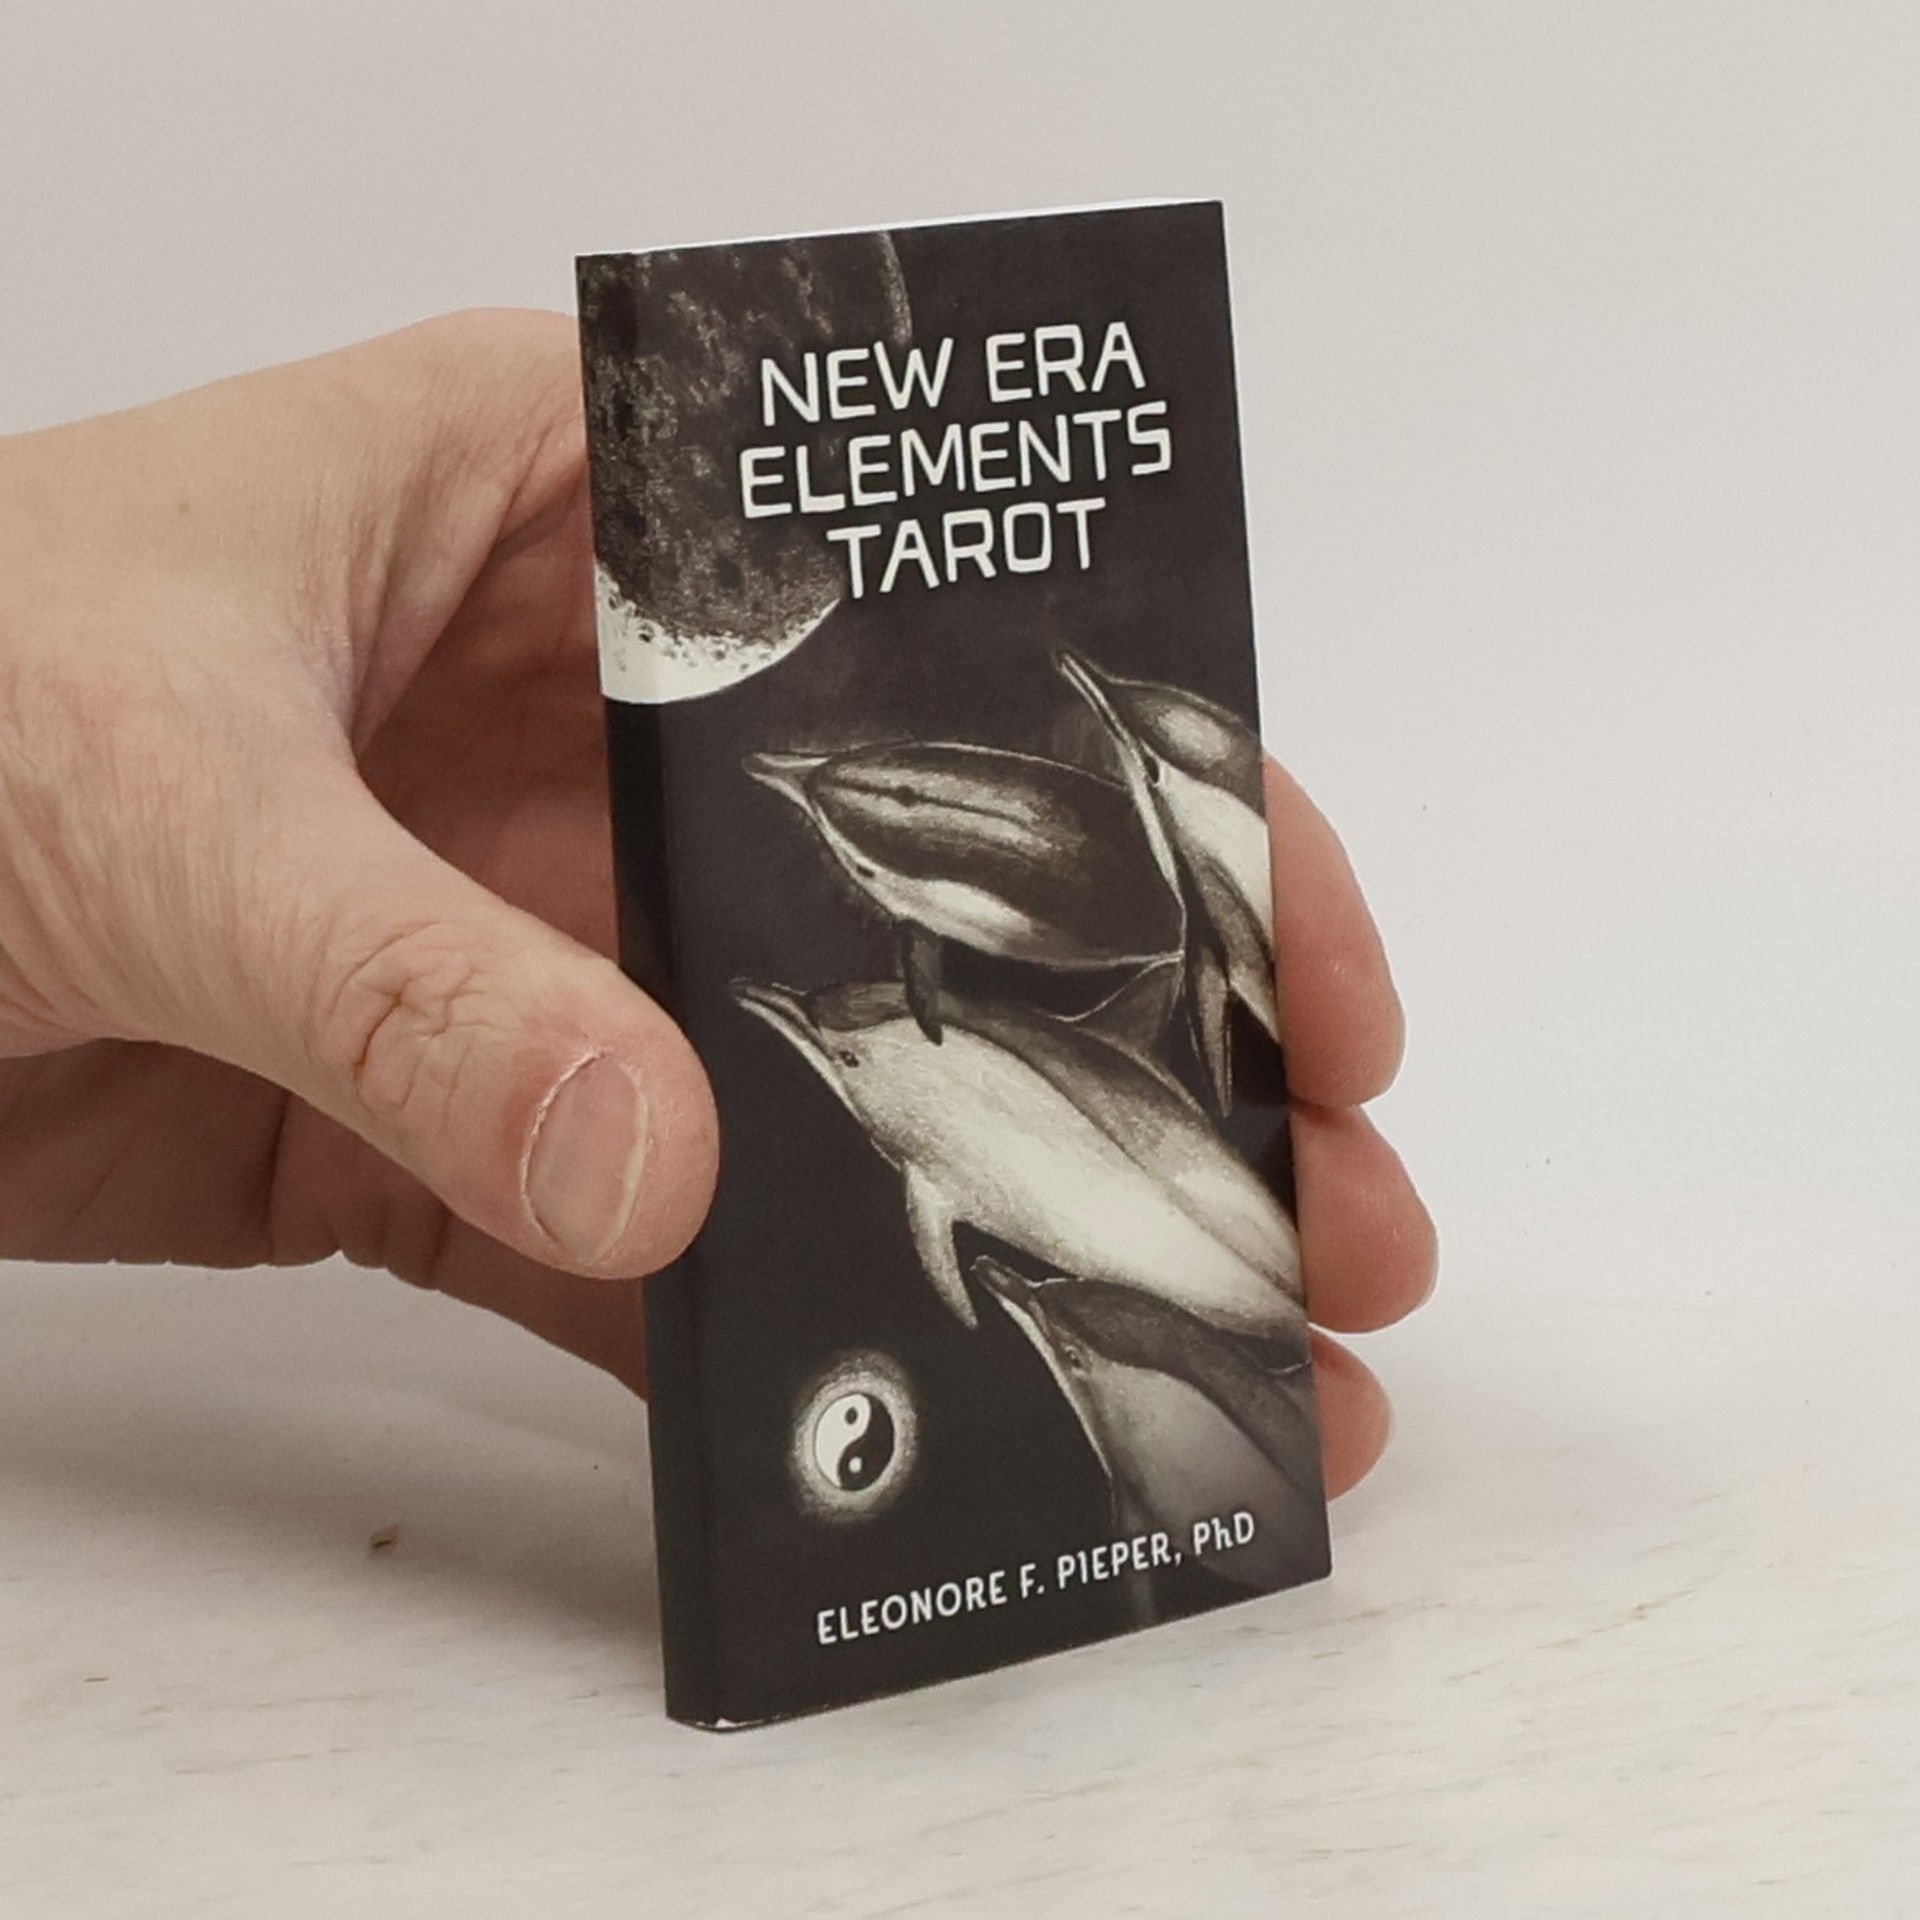 NEW ERA
ELEMENTS
TAROT
ELEONORE F. PIEPER, PhD